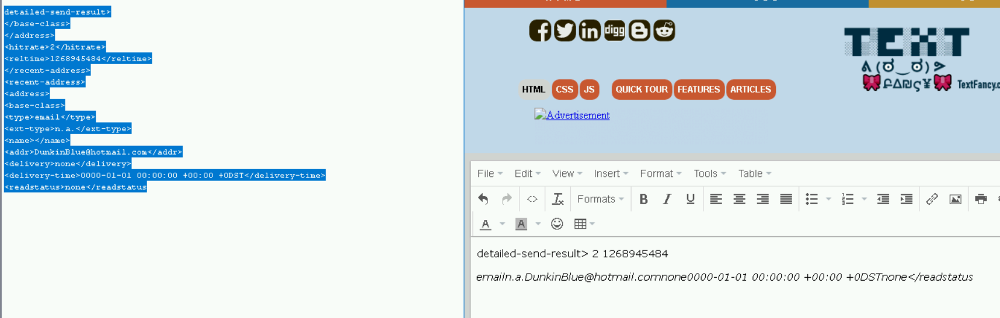 detailed-send-result>
</base-class>
</address>
<hitrate>2</hitrate>
<reltime>1268945484</reltime>
</recent-address>
<recent-address>
<address>
<base-class>
<type>email</type>
<ext-type>n.a.</ext-type>
<name></name>
<addr>DunkinBlue@hotmail.com</addr>
<delivery>none</delivery>
<delivery-time>0000-01-01 00:00:00 +00:00 +0DST</delivery-time>
<readstatus>none</readstatus
digg
TEXT
TextFancy.c
HTML CSS JS QUICK TOUR FEATURES ARTICLES
Advertisement
File Edit View Insert Format Tools Table
Formats B I U
A A
detailed-send-result> 2 1268945484
emailn.a.DunkinBlue@hotmail.comnone0000-01-01 00:00:00 +00:00 +0DSTnone</readstatus